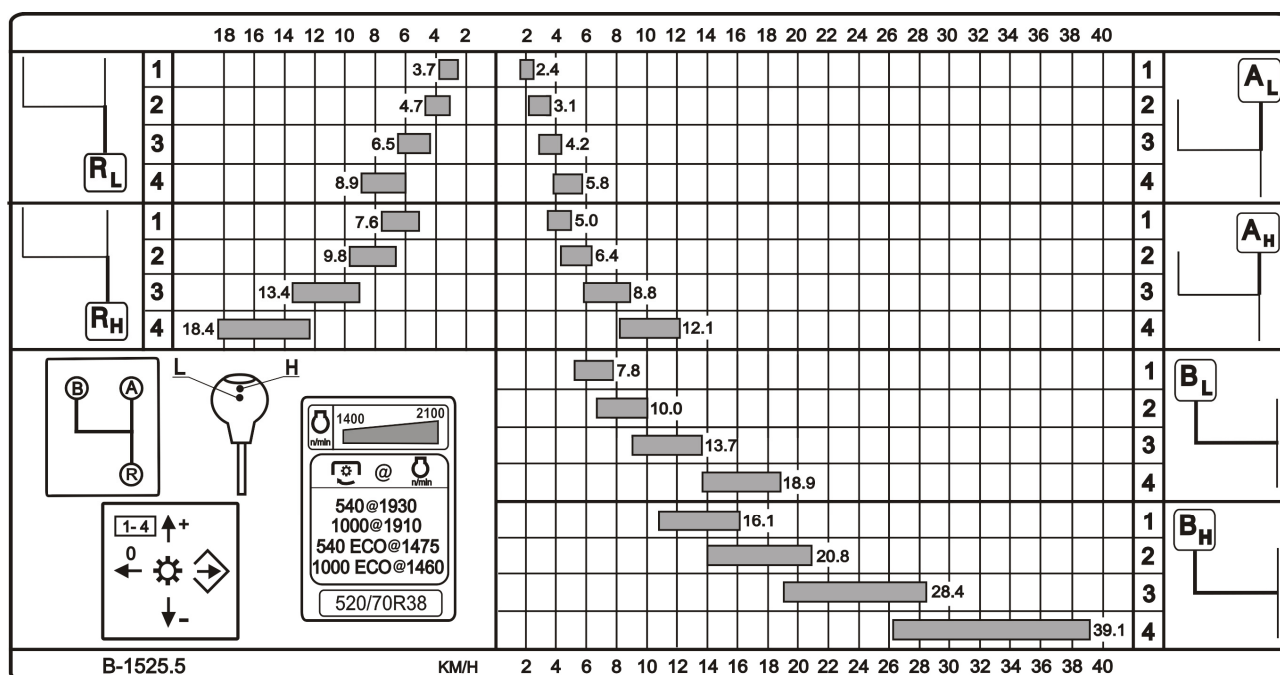 18 16 14 12 10 8 6 4 2 2 4 6 8 10 12 14 16 18 20 22 24 26 28 30 32 34 36 38 40
1 3.7 2.4 1 AL
2 4.7 3.1 2
3 6.5 4.2 3
RL 4 8.9 5.8 4
1 7.6 5.0 1 AH
2 9.8 6.4 2
3 13.4 8.8 3
RH 4 18.4 12.1 4
7.8 1 BL
10.0 2
13.7 3
18.9 4
16.1 1 BH
20.8 2
28.4 3
39.1 4
L H
B A
R
1400 2100
n/min
@ n/min
540@1930
1000@1910
540 ECO@1475
1000 ECO@1460
520/70R38
1-4 +
0
-
B-1525.5 KM/H 2 4 6 8 10 12 14 16 18 20 22 24 26 28 30 32 34 36 38 40